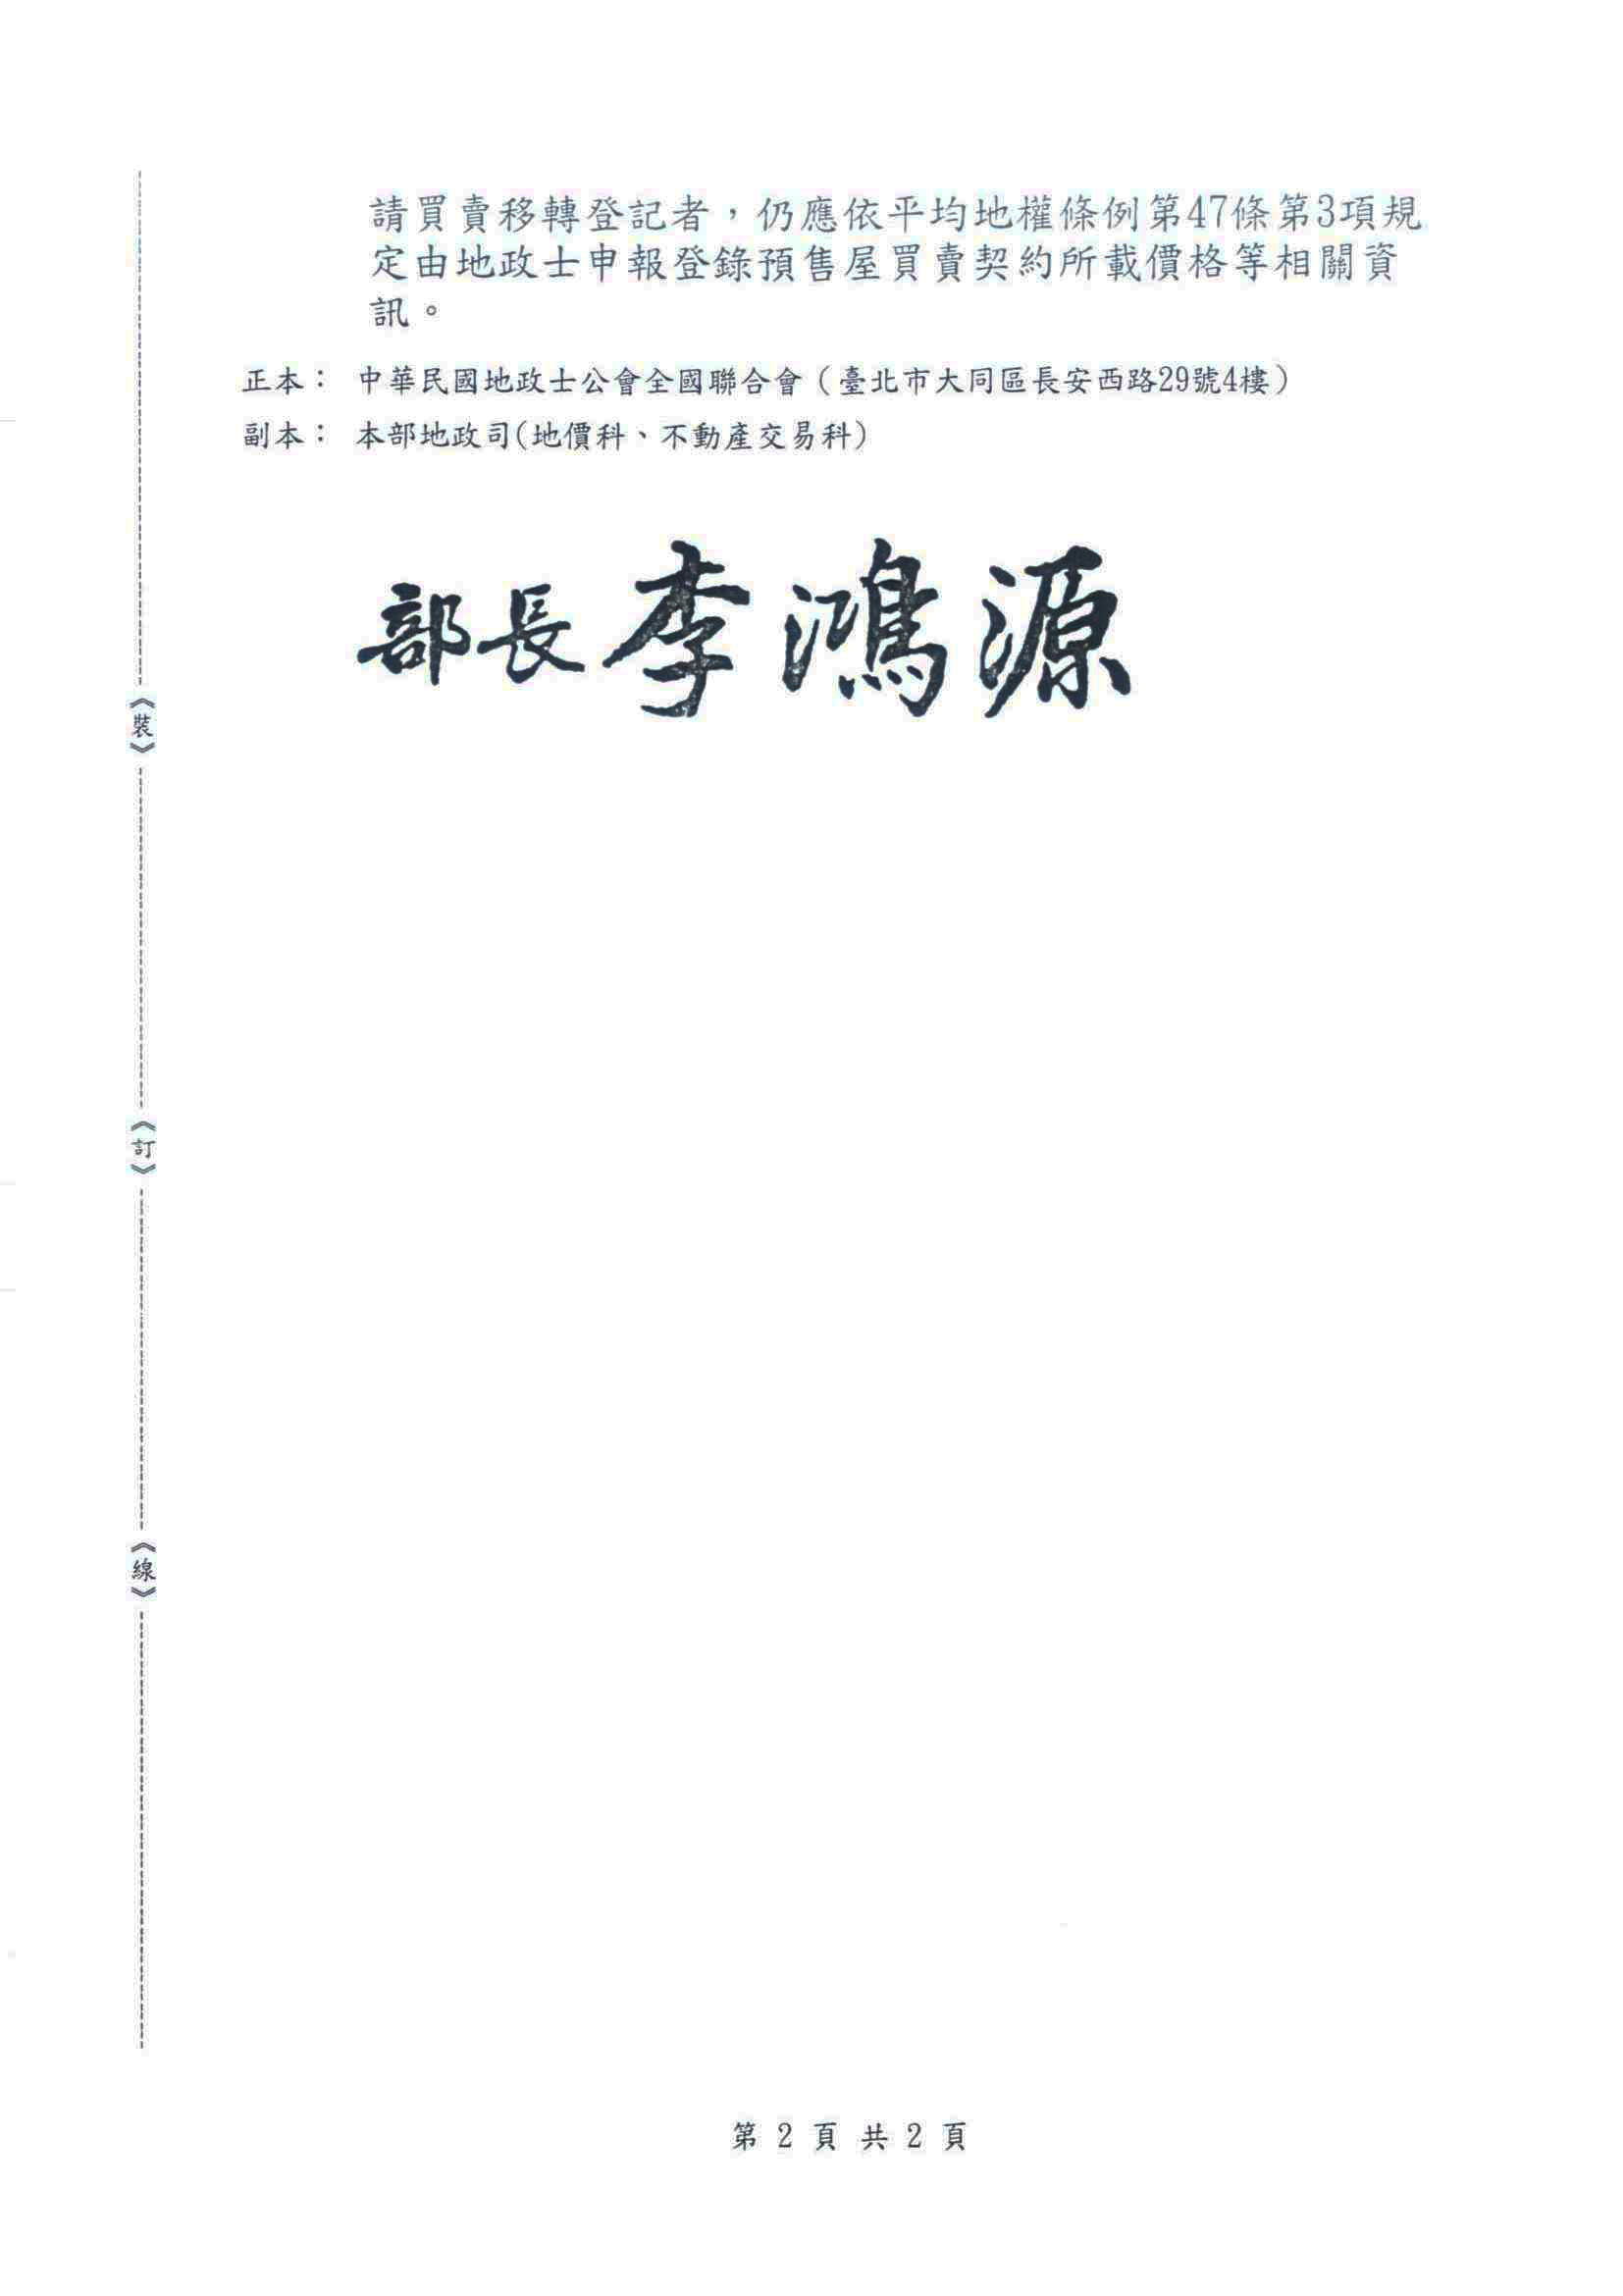 請買賣移轉登記者，仍應依平均地權條例第47條第3項規
定由地政士申報登錄預售屋買賣契約所載價格等相關資
訊。
正本： 中華民國地政士公會全國聯合會（臺北市大同區長安西路29號4樓）
副本： 本部地政司(地價科、不動產交易科)
部長李鴻源
《裝》
《訂》
《線》
第 2 頁 共 2 頁